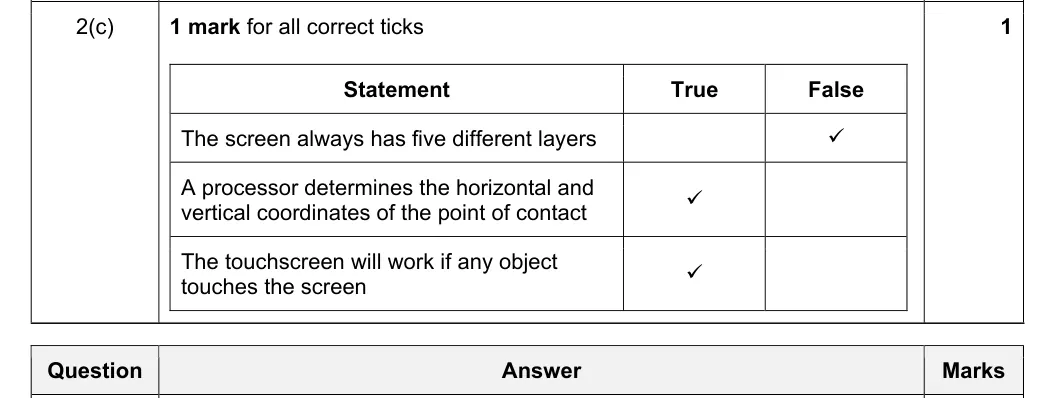 2(c)
1 mark for all correct ticks
1
Statement
True
False
The screen always has five different layers
✓
A processor determines the horizontal and
vertical coordinates of the point of contact
✓
The touchscreen will work if any object
touches the screen
✓
Question
Answer
Marks